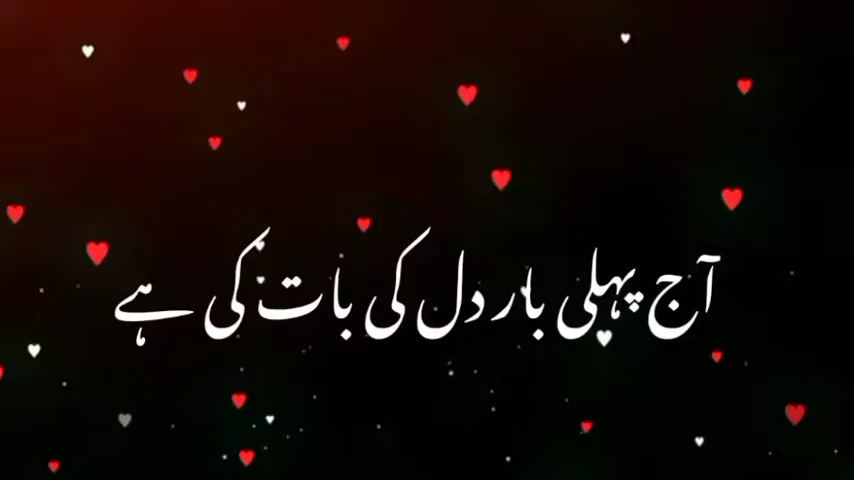 آج پہلی بار دل کی بات کی ہے